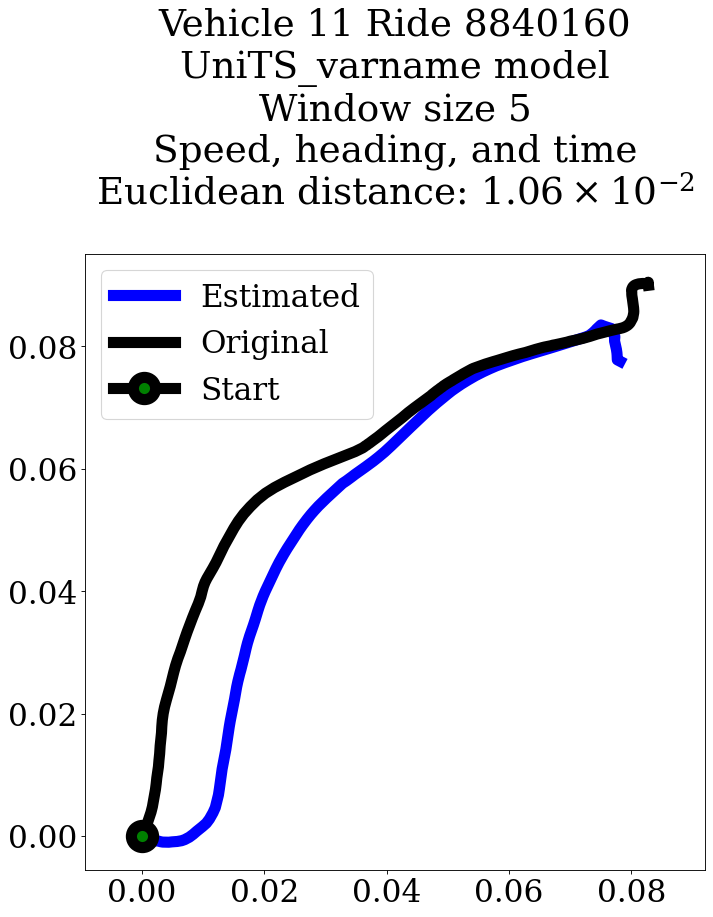 Vehicle 11 Ride 8840160
UniTS_varname model
Window size 5
Speed, heading, and time
Euclidean distance: 1.06 × 10⁻²
Estimated
Original
Start
0.08
0.06
0.04
0.02
0.00
0.00 0.02 0.04 0.06 0.08